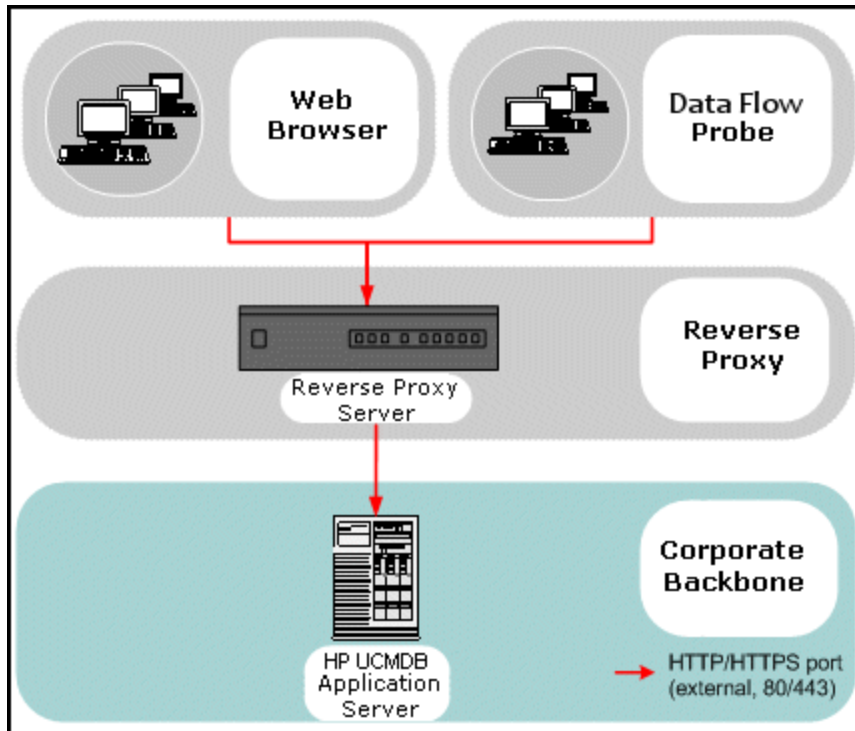 Web
Browser
Data Flow
Probe
Reverse
Proxy
Reverse Proxy
Server
Corporate
Backbone
HP UCMDB
Application
Server
HTTP/HTTPS port
(external, 80/443)